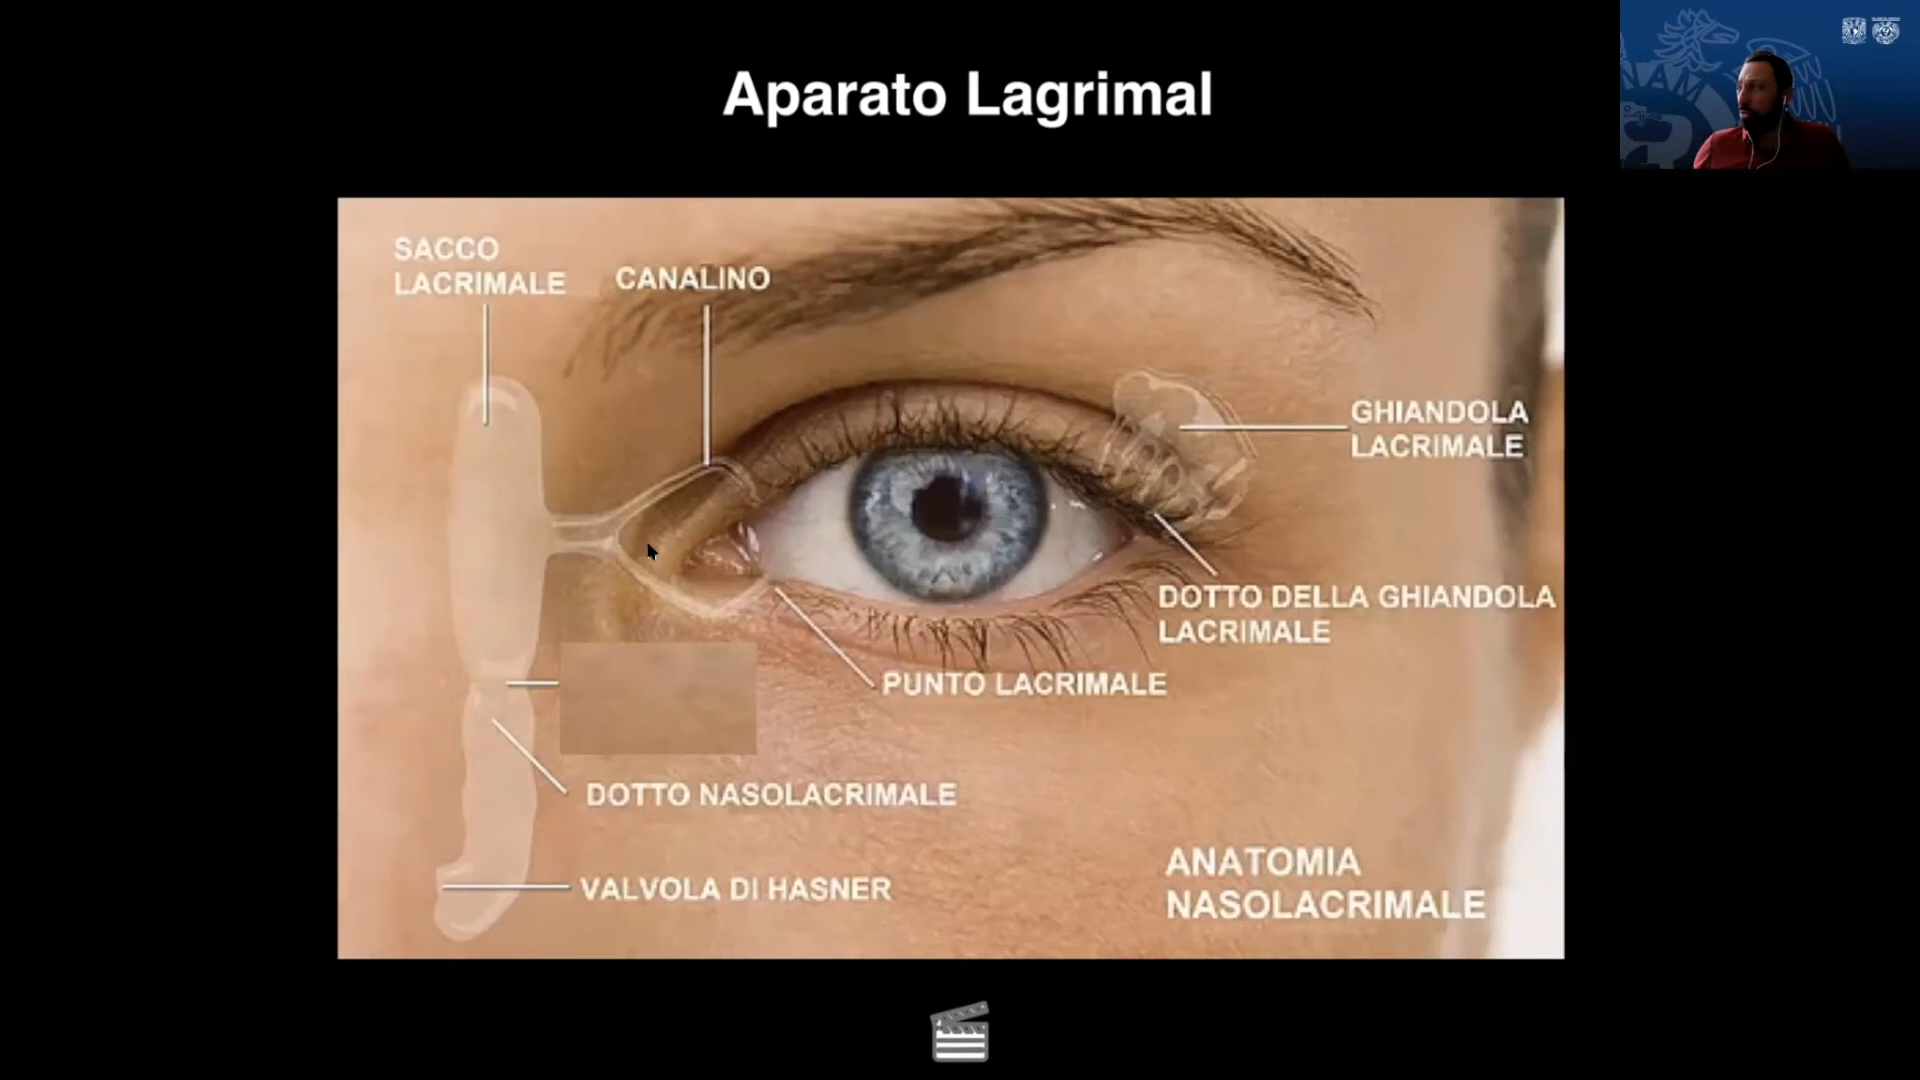 Aparato Lagrimal
SACCO
LACRIMALE
CANALINO
GHIANDOLA
LACRIMALE
DOTTO DELLA GHIANDOLA
LACRIMALE
PUNTO LACRIMALE
DOTTO NASOLACRIMALE
VALVOLA DI HASNER
ANATOMIA
NASOLACRIMALE